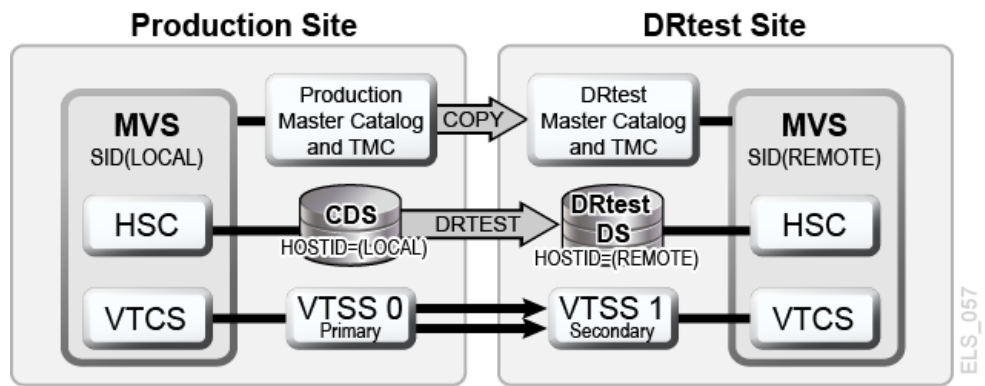 Production Site
DRtest Site
MVS
SID(LOCAL)
HSC
VTCS
Production
Master Catalog
and TMC
COPY
DRtest
Master Catalog
and TMC
CDS
HOSTID=(LOCAL)
DRTEST
DRtest
DS
HOSTID=(REMOTE)
VTSS 0
Primary
VTSS 1
Secondary
MVS
SID(REMOTE)
HSC
VTCS
ELS_057